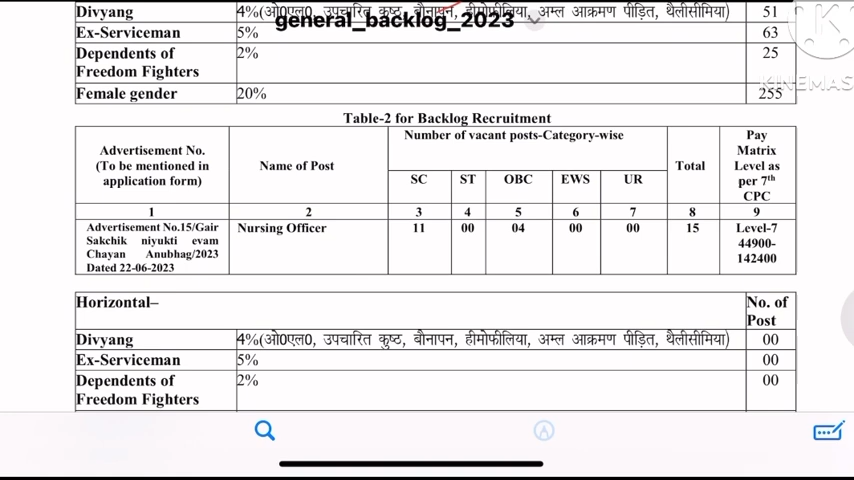 Divyang 4%(ओ0एल0, उपचारित कुष्ठ, बौनापन, हीमोफीलिया, अम्ल आक्रमण पीड़ित, थैलीसीमिया) 51
general_backlog_2023
Ex-Serviceman 5% 63
Dependents of 2% 25
Freedom Fighters
KINEMAS
Female gender 20% 255
Table-2 for Backlog Recruitment
Advertisement No. (To be mentioned in application form) Name of Post Number of vacant posts-Category-wise Total Pay Matrix Level as per 7th CPC
SC ST OBC EWS UR
1 2 3 4 5 6 7 8 9
Advertisement No.15/Gair Nursing Officer 11 00 04 00 00 15 Level-7
Sakchik niyukti evam 44900-
Chayan Anubhag/2023 142400
Dated 22-06-2023
Horizontal– No. of
Post
Divyang 4%(ओ0एल0, उपचारित कुष्ठ, बौनापन, हीमोफीलिया, अम्ल आक्रमण पीड़ित, थैलीसीमिया) 00
Ex-Serviceman 5% 00
Dependents of 2% 00
Freedom Fighters